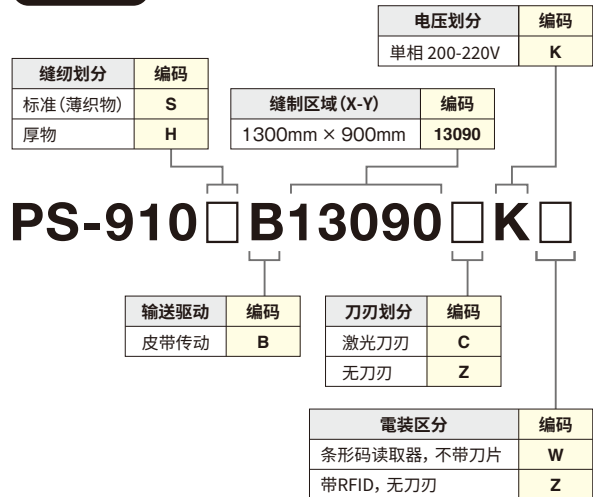 电压划分 编码
单相 200-220V K
缝纫划分 编码
标准(薄织物) S
厚物 H
缝制区域(X-Y) 编码
1300mm × 900mm 13090
PS-910□B13090□K□
输送驱动 编码
皮带传动 B
刀刃划分 编码
激光刀刃 C
无刀刃 Z
電装区分 编码
条形码读取器, 不带刀片 W
带RFID, 无刀刃 Z